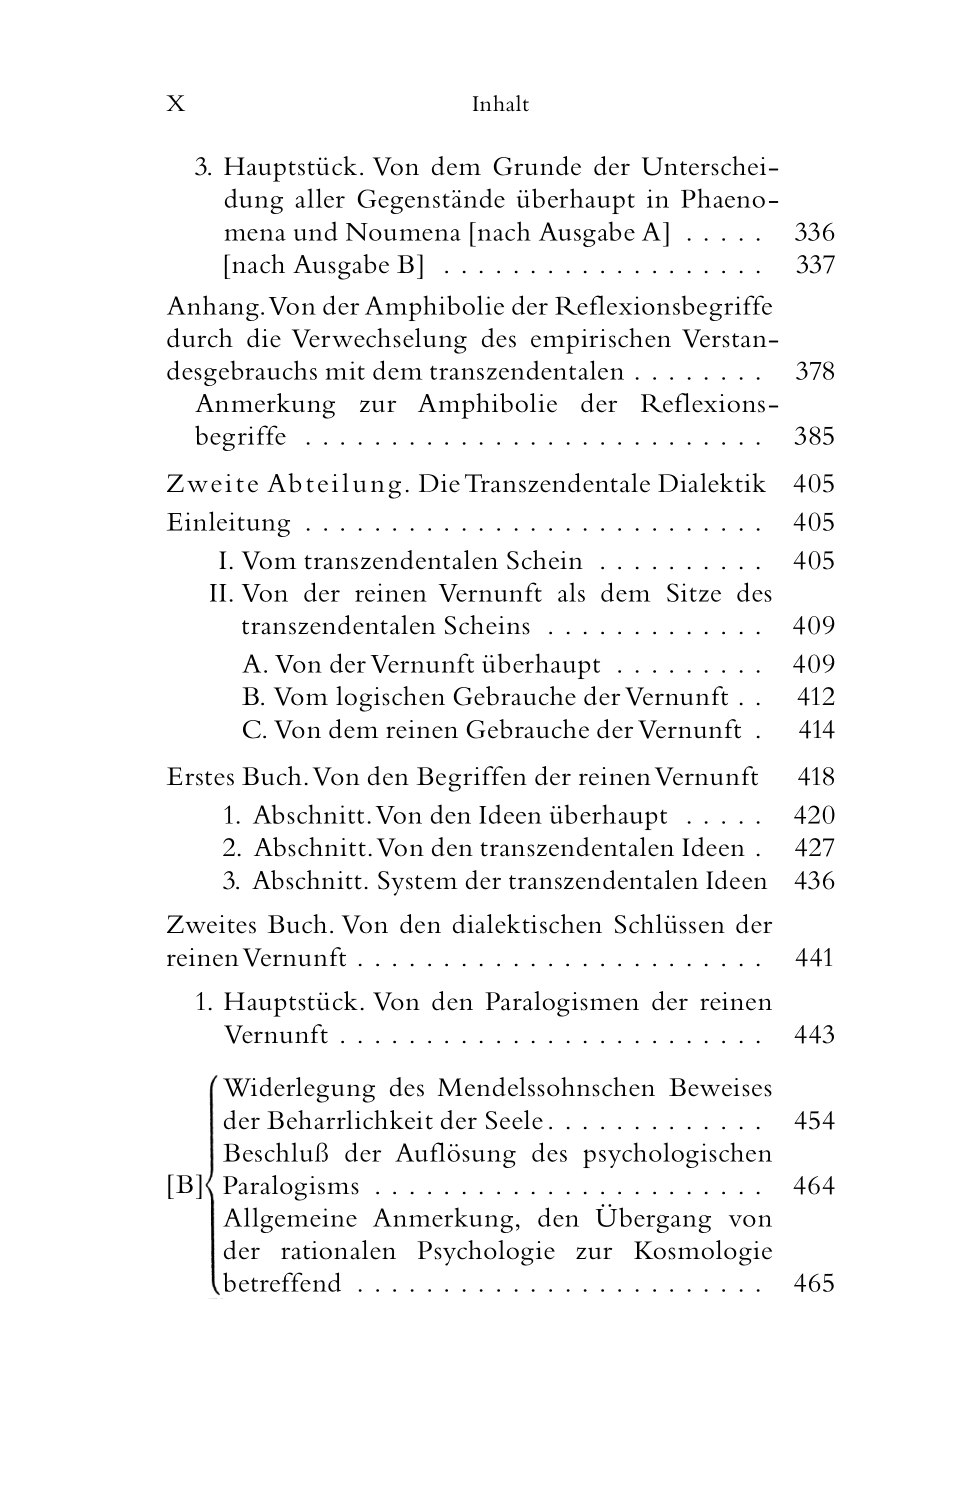 X Inhalt
3. Hauptstück. Von dem Grunde der Unterschei-
dung aller Gegenstände überhaupt in Phaeno-
mena und Noumena [nach Ausgabe A] . . . . . 336
[nach Ausgabe B] . . . . . . . . . . . . . . . . . . . 337
Anhang. Von der Amphibolie der Reflexionsbegriffe
durch die Verwechselung des empirischen Verstan-
desgebrauchs mit dem transzendentalen . . . . . . . . 378
Anmerkung zur Amphibolie der Reflexions-
begriffe . . . . . . . . . . . . . . . . . . . . . . . . . . . 385
Zweite Abteilung. Die Transzendentale Dialektik 405
Einleitung . . . . . . . . . . . . . . . . . . . . . . . . . . . 405
I. Vom transzendentalen Schein . . . . . . . . . . 405
II. Von der reinen Vernunft als dem Sitze des
transzendentalen Scheins . . . . . . . . . . . . . 409
A. Von der Vernunft überhaupt . . . . . . . . . 409
B. Vom logischen Gebrauche der Vernunft . . 412
C. Von dem reinen Gebrauche der Vernunft . 414
Erstes Buch. Von den Begriffen der reinen Vernunft 418
1. Abschnitt. Von den Ideen überhaupt . . . . . 420
2. Abschnitt. Von den transzendentalen Ideen . 427
3. Abschnitt. System der transzendentalen Ideen 436
Zweites Buch. Von den dialektischen Schlüssen der
reinen Vernunft . . . . . . . . . . . . . . . . . . . . . . . . 441
1. Hauptstück. Von den Paralogismen der reinen
Vernunft . . . . . . . . . . . . . . . . . . . . . . . . . 443
Widerlegung des Mendelssohnschen Beweises
der Beharrlichkeit der Seele . . . . . . . . . . . . . 454
Beschluß der Auflösung des psychologischen
[B] Paralogisms . . . . . . . . . . . . . . . . . . . . . . . 464
Allgemeine Anmerkung, den Übergang von
der rationalen Psychologie zur Kosmologie
betreffend . . . . . . . . . . . . . . . . . . . . . . . . 465